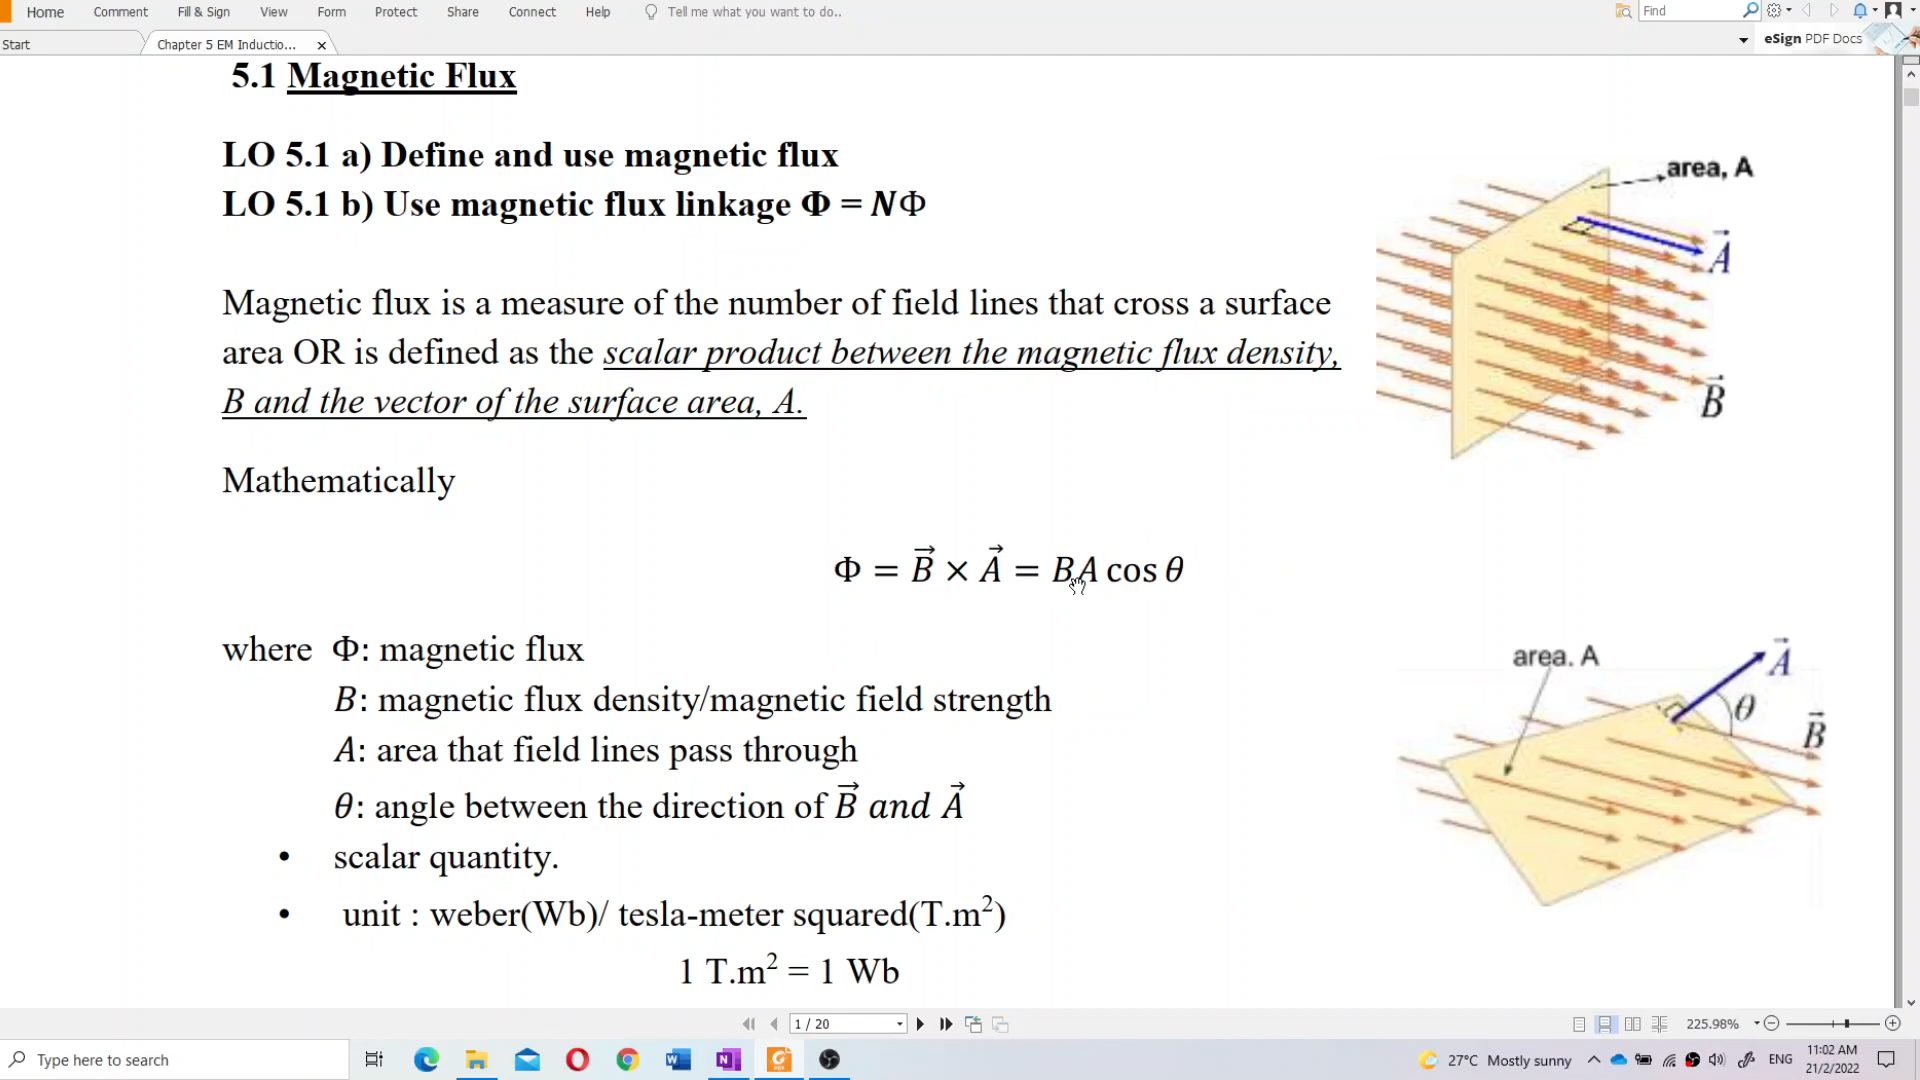 Home Comment Fill & Sign View Form Protect Share Connect Help Tell me what you want to do.. Find
Start Chapter 5 EM Inductio... eSign PDF Docs
5.1 Magnetic Flux
LO 5.1 a) Define and use magnetic flux
LO 5.1 b) Use magnetic flux linkage Φ = NΦ
Magnetic flux is a measure of the number of field lines that cross a surface
area OR is defined as the scalar product between the magnetic flux density,
B and the vector of the surface area, A.
Mathematically
Φ = B⃗ × A⃗ = BA cos θ
where Φ: magnetic flux
B: magnetic flux density/magnetic field strength
A: area that field lines pass through
θ: angle between the direction of B⃗ and A⃗
• scalar quantity.
• unit : weber(Wb)/ tesla-meter squared(T.m²)
1 T.m² = 1 Wb
area, A
A⃗
B⃗
area. A
A⃗
θ
B⃗
1 / 20
225.98%
Type here to search
27°C Mostly sunny
ENG
11:02 AM
21/2/2022